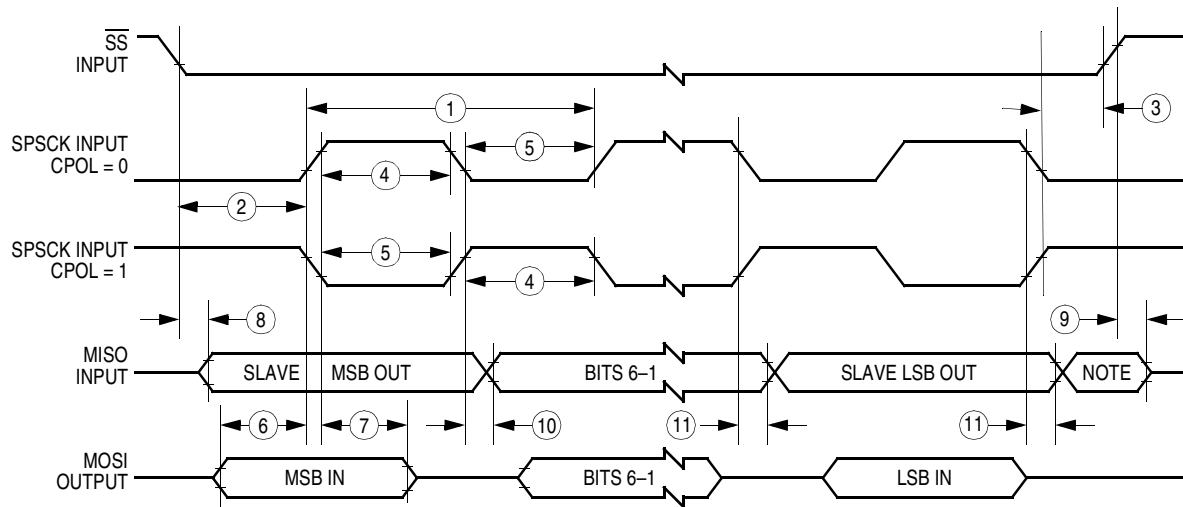 SS
INPUT
1
3
SPSCK INPUT
CPOL = 0
5
4
2
SPSCK INPUT
CPOL = 1
5
4
8
9
MISO
INPUT
SLAVE MSB OUT
BITS 6–1
SLAVE LSB OUT
NOTE
6
7
10
11
11
MOSI
OUTPUT
MSB IN
BITS 6–1
LSB IN